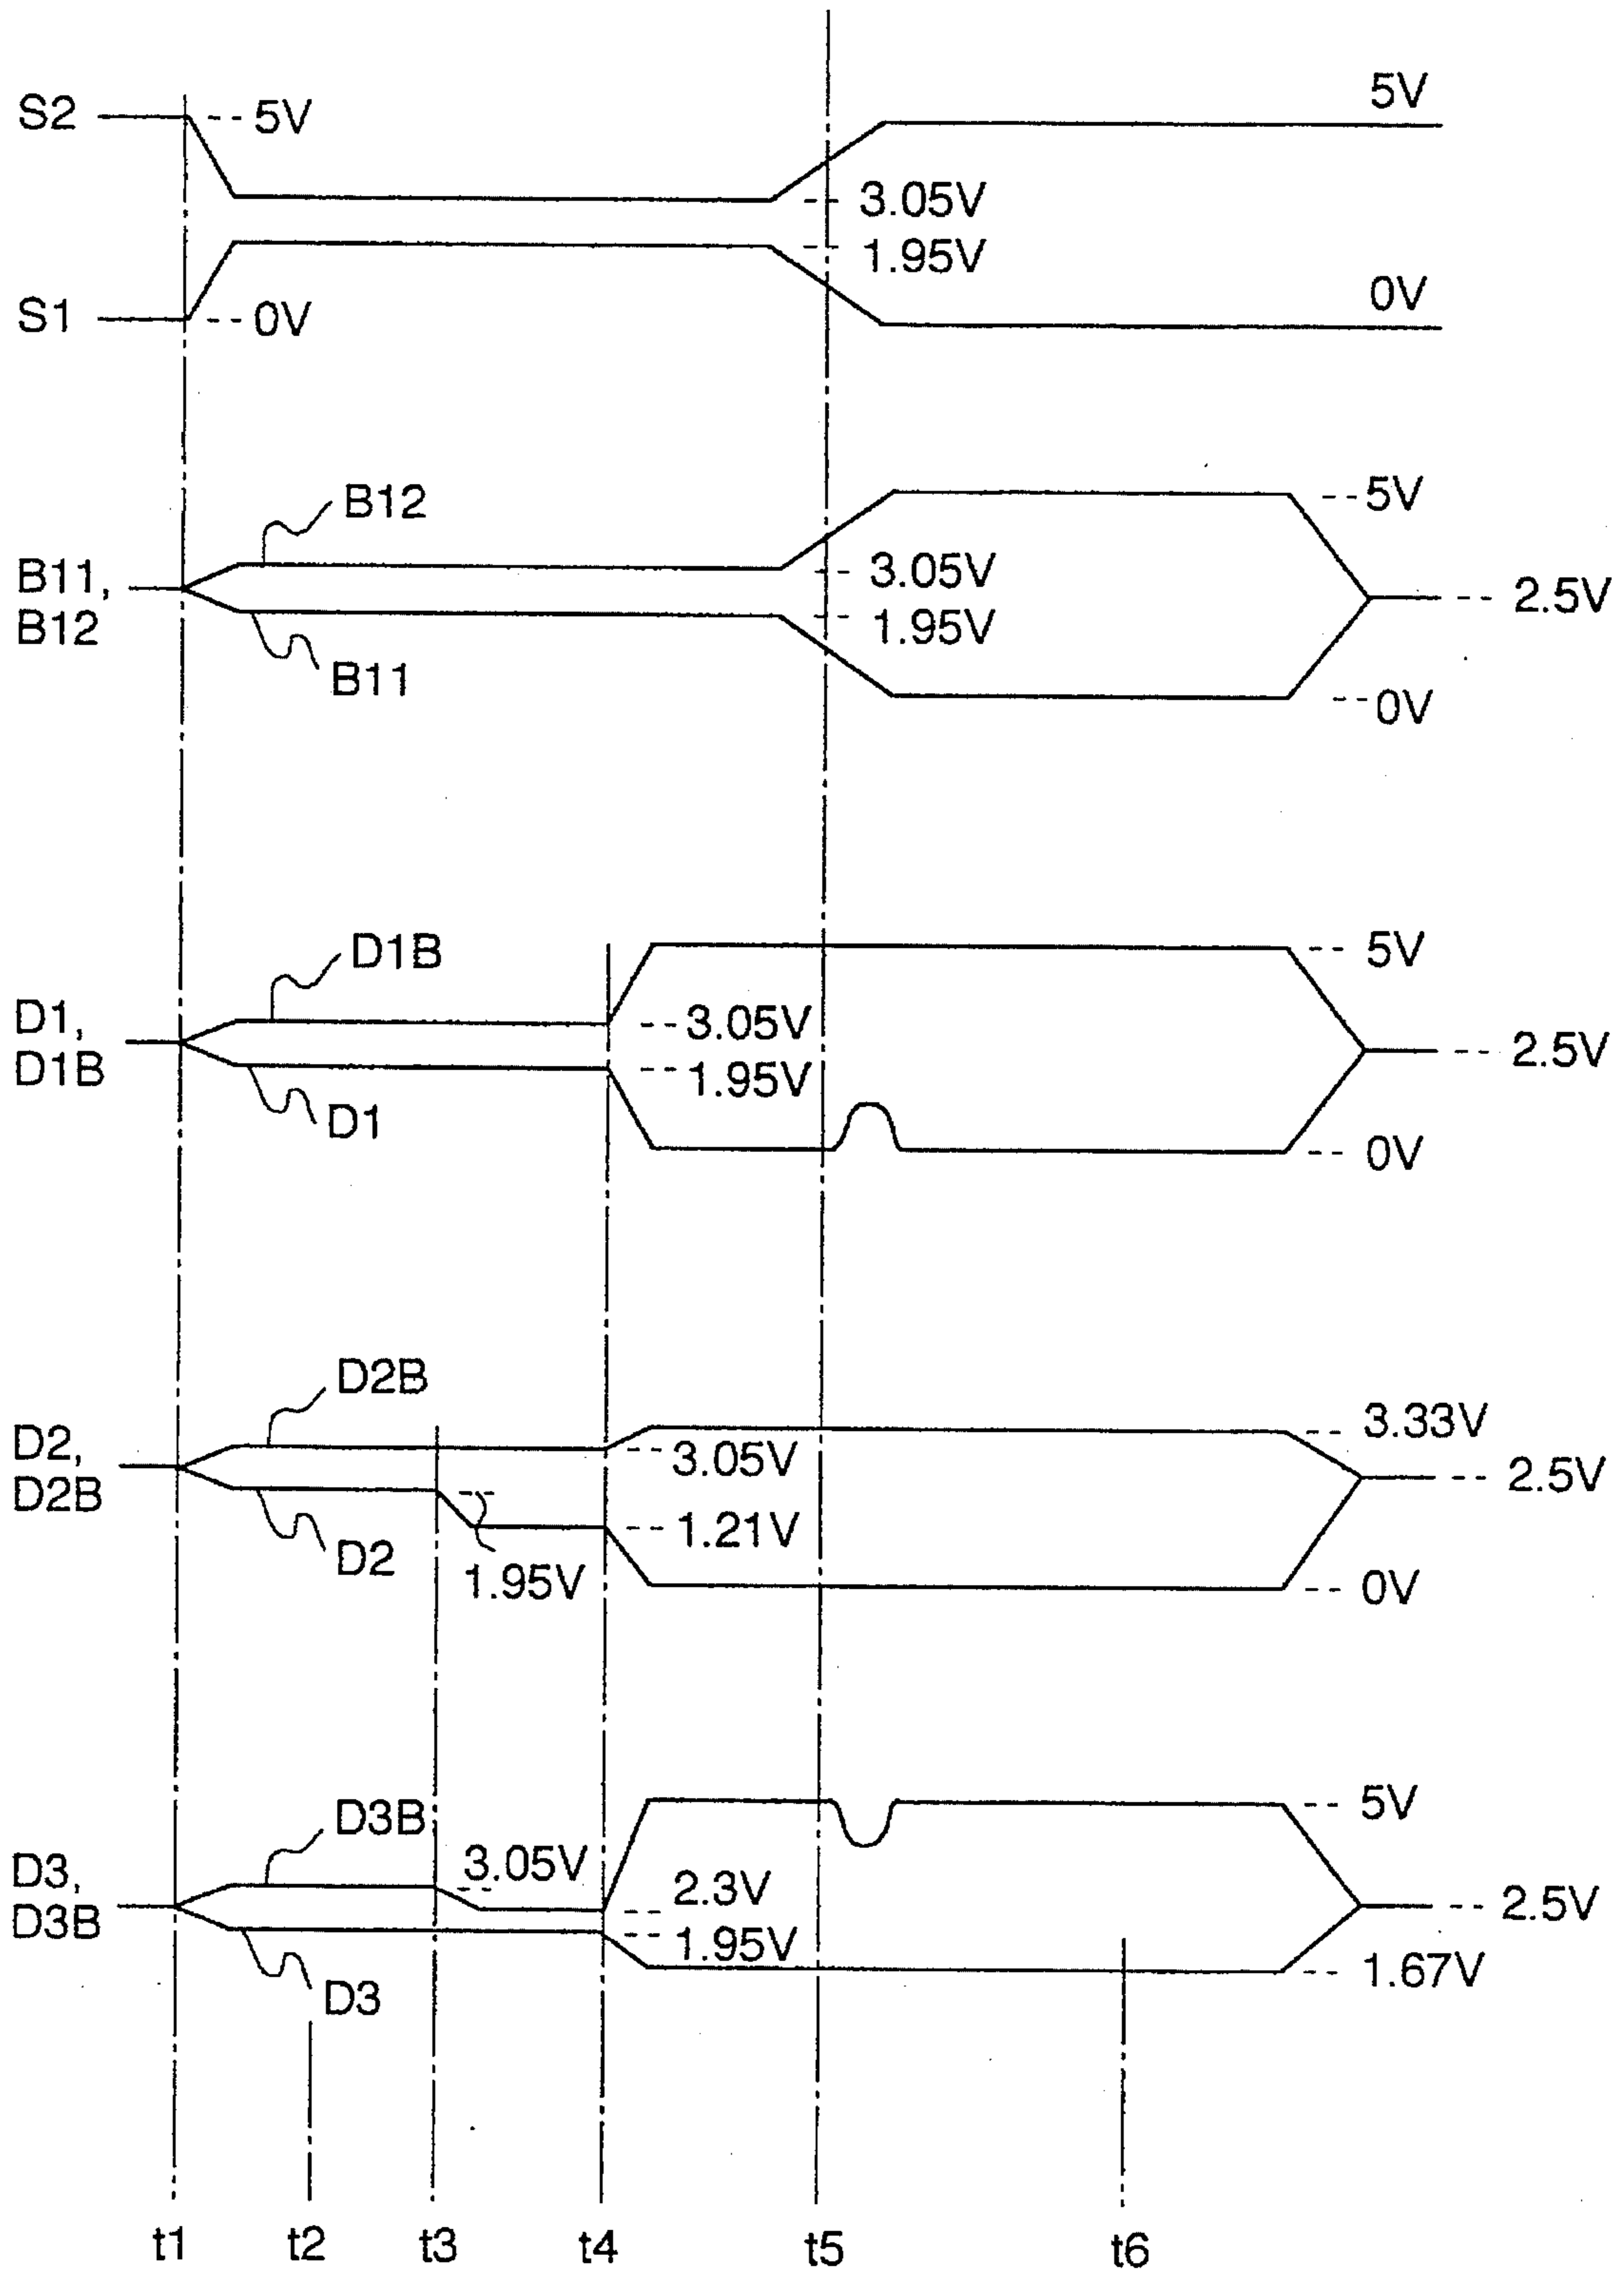 S2
5V
5V
3.05V
1.95V
S1
0V
0V
B12
5V
B11,
B12
3.05V
1.95V
2.5V
B11
0V
D1B
5V
D1,
D1B
3.05V
1.95V
2.5V
D1
0V
D2B
3.33V
D2,
D2B
3.05V
2.5V
1.21V
D2
1.95V
0V
D3B
5V
D3,
D3B
3.05V
2.3V
1.95V
2.5V
D3
1.67V
t1
t2
t3
t4
t5
t6